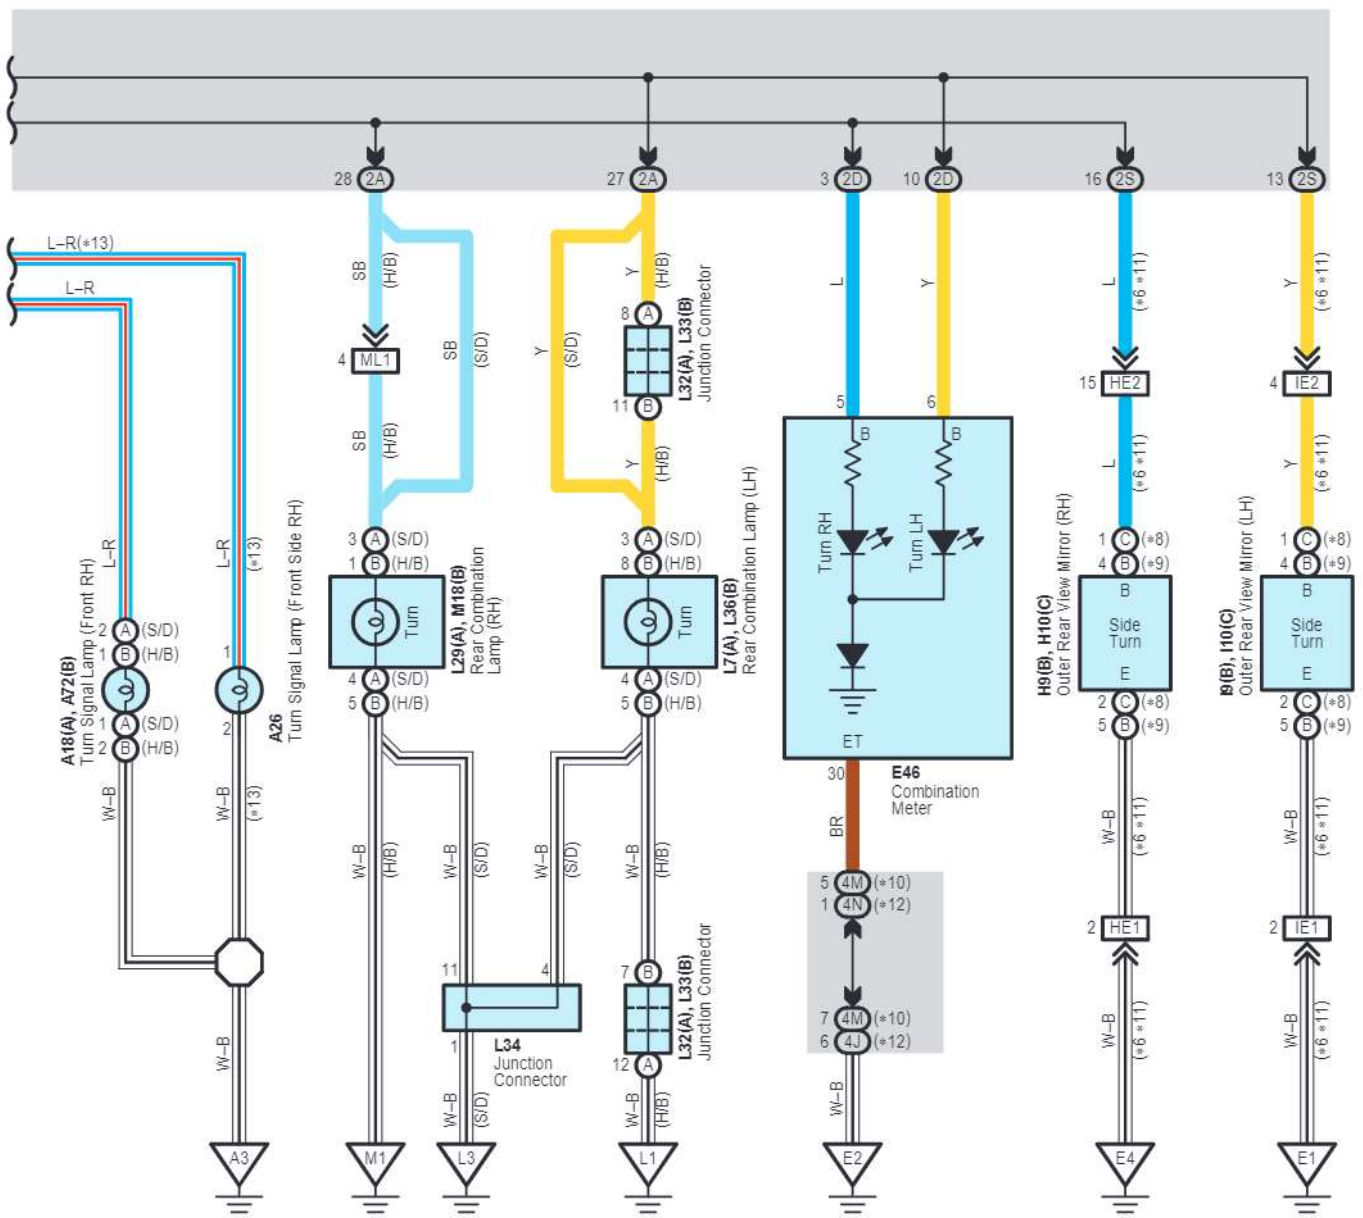 28 2A
27 2A
3 2D
10 2D
16 2S
13 2S
L–R(*13)
L–R
SB
(H/B)
SB
(S/D)
Y
(S/D)
Y
(H/B)
8 A
L32(A), L33(B)
Junction Connector
11 B
4 ML1
SB
(H/B)
Y
(H/B)
L
Y
L
(*6 *11)
Y
(*6 *11)
15 HE2
4 IE2
L
(*6 *11)
Y
(*6 *11)
5
6
B
B
Turn RH
Turn LH
ET
30
E46
Combination
Meter
L–R
L–R
(*13)
2 A (S/D)
1 B (H/B)
A18(A), A72(B)
Turn Signal Lamp (Front RH)
1 A (S/D)
2 B (H/B)
1
2
A26
Turn Signal Lamp (Front Side RH)
3 A (S/D)
1 B (H/B)
Turn
L29(A), M18(B)
Rear Combination
Lamp (RH)
4 A (S/D)
5 B (H/B)
3 A (S/D)
8 B (H/B)
Turn
L7(A), L36(B)
Rear Combination Lamp (LH)
4 A (S/D)
5 B (H/B)
1 C (*8)
4 B (*9)
B
Side
Turn
E
H9(B), H10(C)
Outer Rear View Mirror (RH)
2 C (*8)
5 B (*9)
1 C (*8)
4 B (*9)
B
Side
Turn
E
I9(B), I10(C)
Outer Rear View Mirror (LH)
2 C (*8)
5 B (*9)
W–B
W–B
(*13)
W–B
(H/B)
W–B
(S/D)
W–B
(S/D)
W–B
(H/B)
BR
W–B
(*6 *11)
W–B
(*6 *11)
5 4M (*10)
1 4N (*12)
2 HE1
2 IE1
11
4
1
L34
Junction
Connector
7 B
L32(A), L33(B)
Junction Connector
12 A
7 4M (*10)
6 4J (*12)
W–B
W–B
(S/D)
W–B
(H/B)
W–B
W–B
(*6 *11)
W–B
(*6 *11)
A3
M1
L3
L1
E2
E4
E1